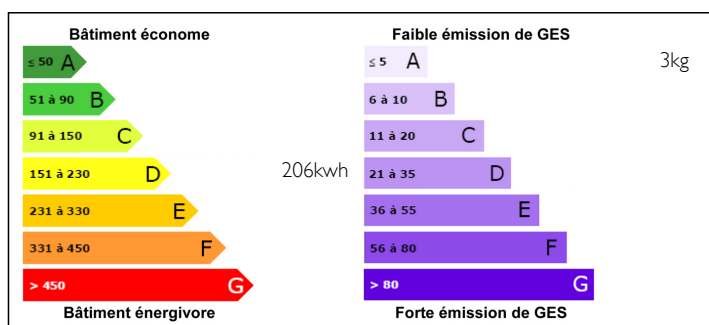 Bâtiment économe
≤ 50 A
51 à 90 B
91 à 150 C
151 à 230 D
206kwh
231 à 330 E
331 à 450 F
> 450 G
Bâtiment énergivore
Faible émission de GES
≤ 5 A
3kg
6 à 10 B
11 à 20 C
21 à 35 D
36 à 55 E
56 à 80 F
> 80 G
Forte émission de GES